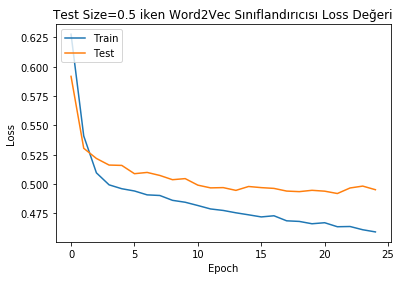 Test Size=0.5 iken Word2Vec Sınıflandırıcısı Loss Değeri
Train
Test
0.625
0.600
0.575
0.550
0.525
0.500
0.475
Loss
0 5 10 15 20 25
Epoch